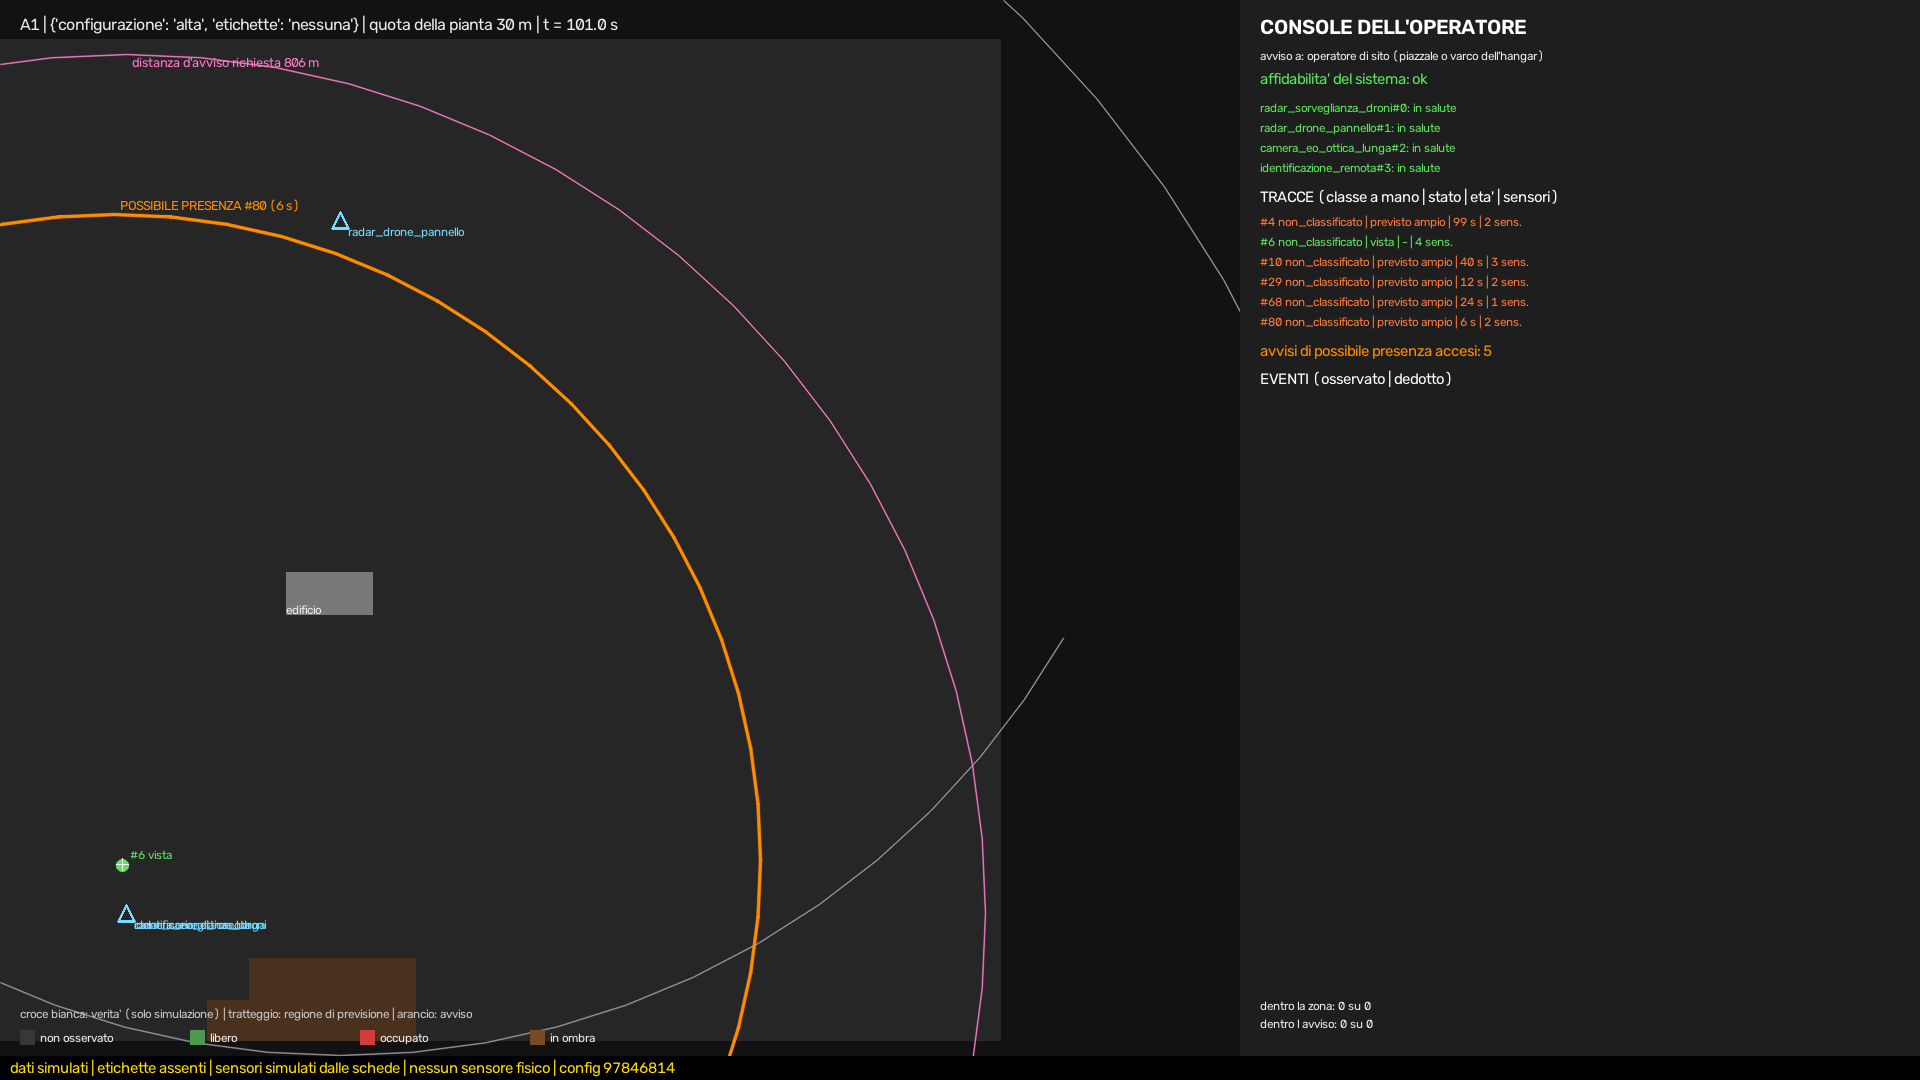 A1 | {'configurazione': 'alta', 'etichette': 'nessuna'} | quota della pianta 30 m | t = 101.0 s
distanza d'avviso richiesta 806 m
POSSIBILE PRESENZA #80 (6 s)
radar_drone_pannello
edificio
#6 vista
croce bianca: verita' (solo simulazione) | tratteggio: regione di previsione | arancio: avviso
non osservato
libero
occupato
in ombra
dati simulati | etichette assenti | sensori simulati dalle schede | nessun sensore fisico | config 97846814
CONSOLE DELL'OPERATORE
avviso a: operatore di sito (piazzale o varco dell'hangar)
affidabilita' del sistema: ok
radar_sorveglianza_droni#0: in salute
radar_drone_pannello#1: in salute
camera_eo_ottica_lunga#2: in salute
identificazione_remota#3: in salute
TRACCE (classe a mano | stato | eta' | sensori)
#4 non_classificato | previsto ampio | 99 s | 2 sens.
#6 non_classificato | vista | - | 4 sens.
#10 non_classificato | previsto ampio | 40 s | 3 sens.
#29 non_classificato | previsto ampio | 12 s | 2 sens.
#68 non_classificato | previsto ampio | 24 s | 1 sens.
#80 non_classificato | previsto ampio | 6 s | 2 sens.
avvisi di possibile presenza accesi: 5
EVENTI (osservato | dedotto)
dentro la zona: 0 su 0
dentro l avviso: 0 su 0